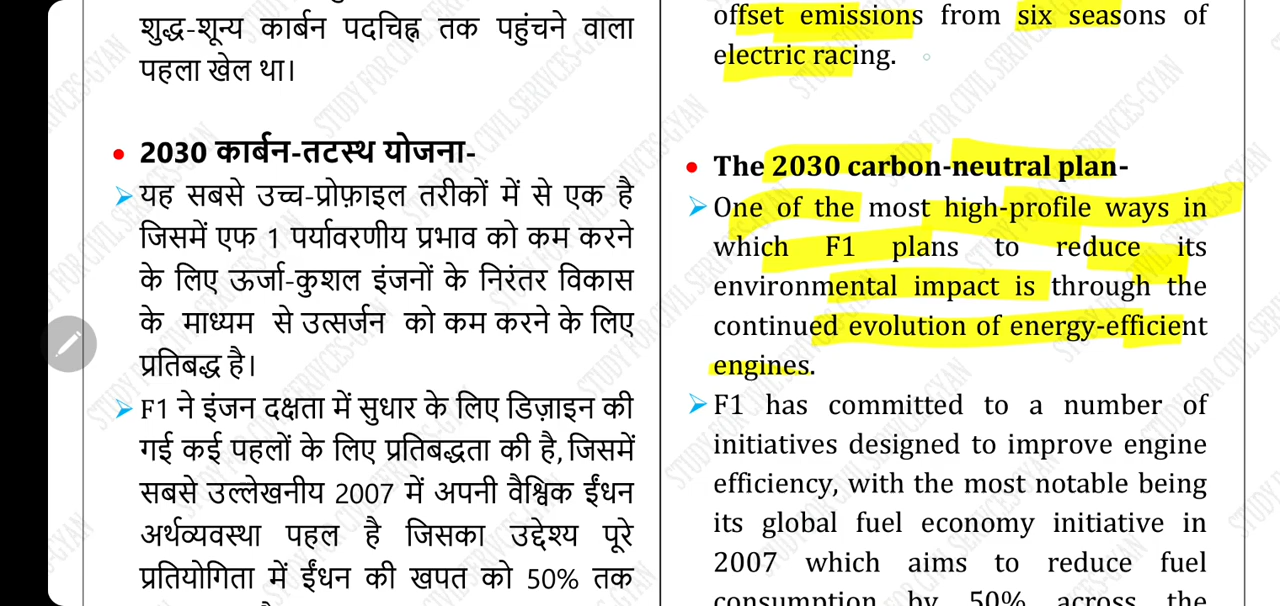 शुद्ध-शून्य कार्बन पदचिह्न तक पहुंचने वाला
पहला खेल था।
• 2030 कार्बन-तटस्थ योजना-
➢ यह सबसे उच्च-प्रोफ़ाइल तरीकों में से एक है
जिसमें एफ 1 पर्यावरणीय प्रभाव को कम करने
के लिए ऊर्जा-कुशल इंजनों के निरंतर विकास
के माध्यम से उत्सर्जन को कम करने के लिए
प्रतिबद्ध है।
➢ F1 ने इंजन दक्षता में सुधार के लिए डिज़ाइन की
गई कई पहलों के लिए प्रतिबद्धता की है, जिसमें
सबसे उल्लेखनीय 2007 में अपनी वैश्विक ईंधन
अर्थव्यवस्था पहल है जिसका उद्देश्य पूरे
प्रतियोगिता में ईंधन की खपत को 50% तक
offset emissions from six seasons of
electric racing.
• The 2030 carbon-neutral plan-
➢ One of the most high-profile ways in
which F1 plans to reduce its
environmental impact is through the
continued evolution of energy-efficient
engines.
➢ F1 has committed to a number of
initiatives designed to improve engine
efficiency, with the most notable being
its global fuel economy initiative in
2007 which aims to reduce fuel
consumption by 50% across the